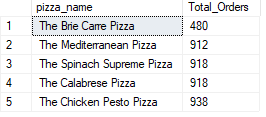 pizza_name Total_Orders
1 The Brie Carre Pizza 480
2 The Mediterranean Pizza 912
3 The Spinach Supreme Pizza 918
4 The Calabrese Pizza 918
5 The Chicken Pesto Pizza 938